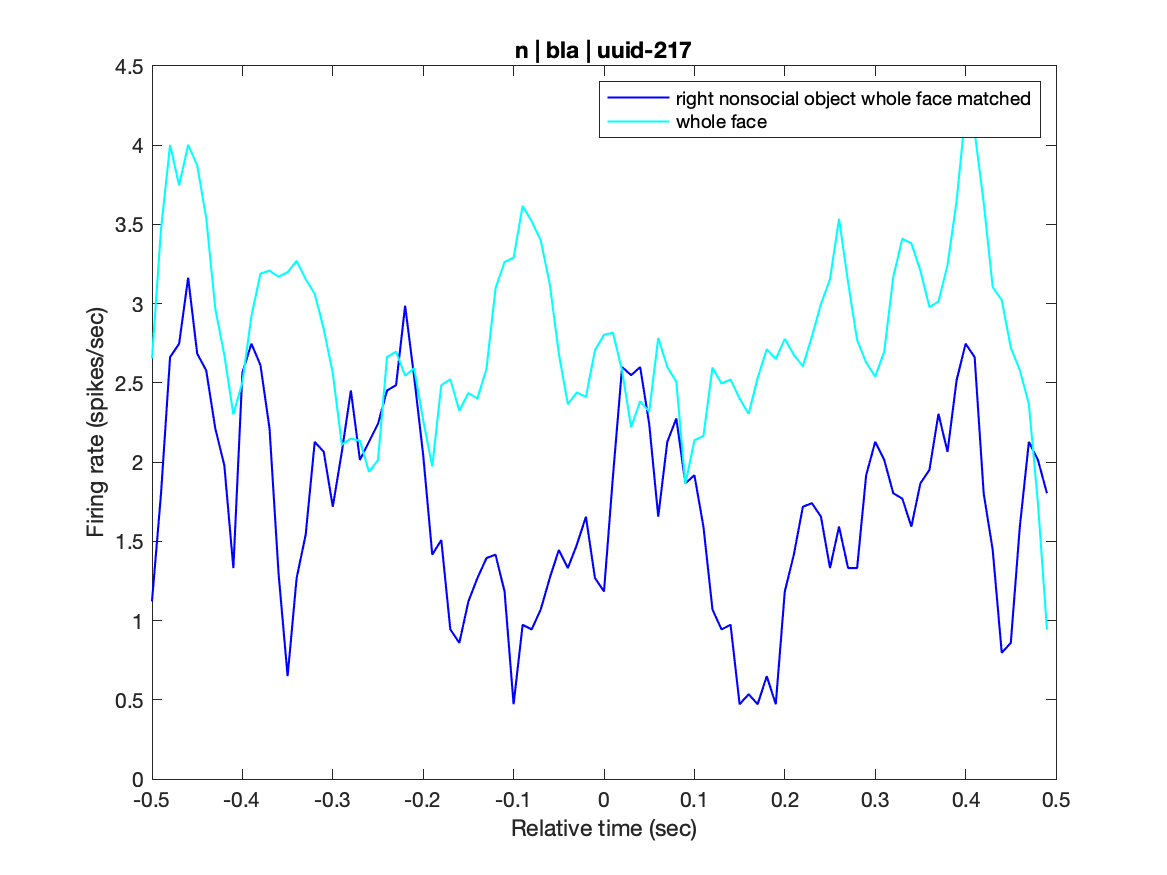 n | bla | uuid-217
4.5
right nonsocial object whole face matched
whole face
4
3.5
3
2.5
2
1.5
1
0.5
0
Firing rate (spikes/sec)
-0.5 -0.4 -0.3 -0.2 -0.1 0 0.1 0.2 0.3 0.4 0.5
Relative time (sec)